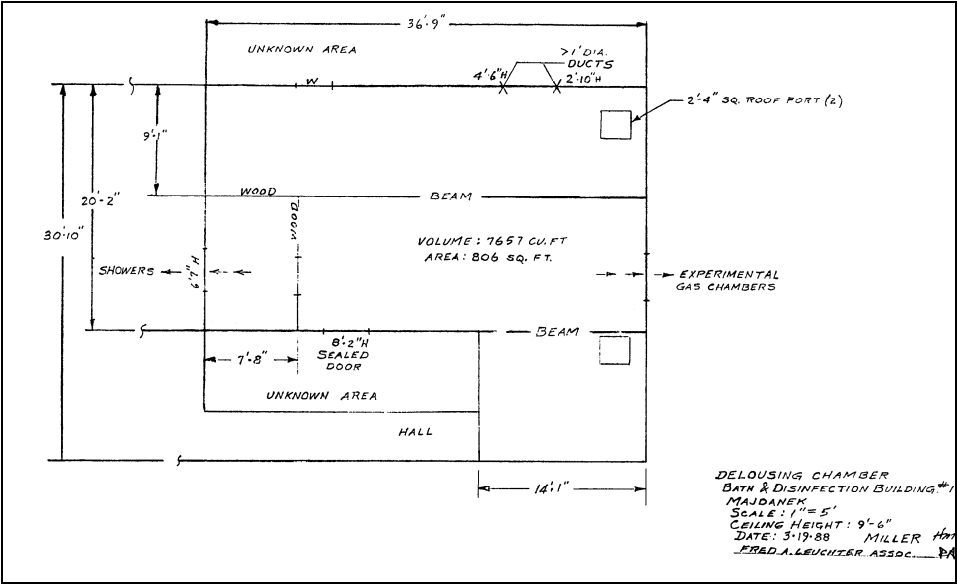 36'-9"
UNKNOWN AREA
>1' DIA.
DUCTS
4'-6"H
2'-10"H
W
2'-4" SQ. ROOF PORT (2)
9'-1"
20'-2"
30'-10"
WOOD
BEAM
DOOM
VOLUME: 7657 CU. FT
AREA: 806 SQ. FT.
SHOWERS
6'-7"H
EXPERIMENTAL
GAS CHAMBERS
BEAM
8'-2"H
SEALED
DOOR
7'-8"
UNKNOWN AREA
HALL
14'-1"
DELOUSING CHAMBER
BATH & DISINFECTION BUILDING #1
MAJDANEK
SCALE: 1"=5'
CEILING HEIGHT: 9'-6"
DATE: 3-19-88 MILLER HM
FRED A. LEUCHTER ASSOC. PA